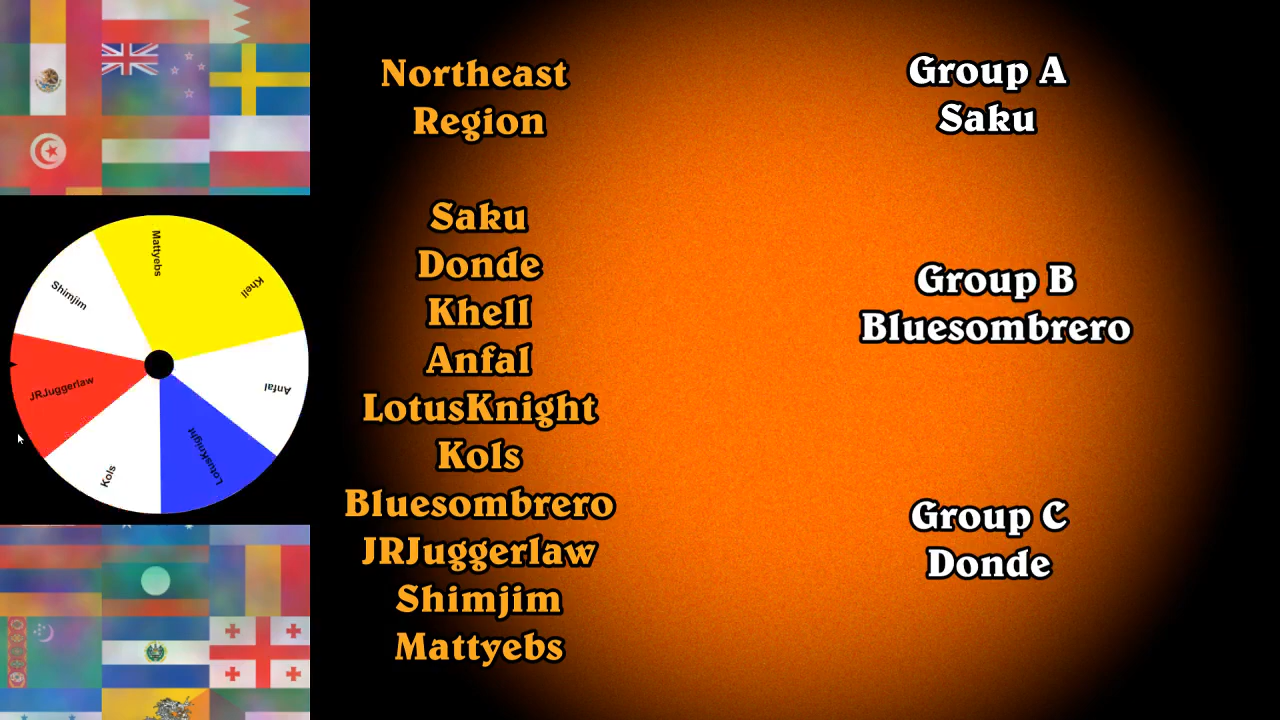 Northeast
Region
Saku
Donde
Khell
Anfal
LotusKnight
Kols
Bluesombrero
JRJuggerlaw
Shimjim
Mattyebs
Group A
Saku
Group B
Bluesombrero
Group C
Donde
Mattyebs
Khell
Shimjim
Anfal
JRJuggerlaw
LotusKnight
Kols